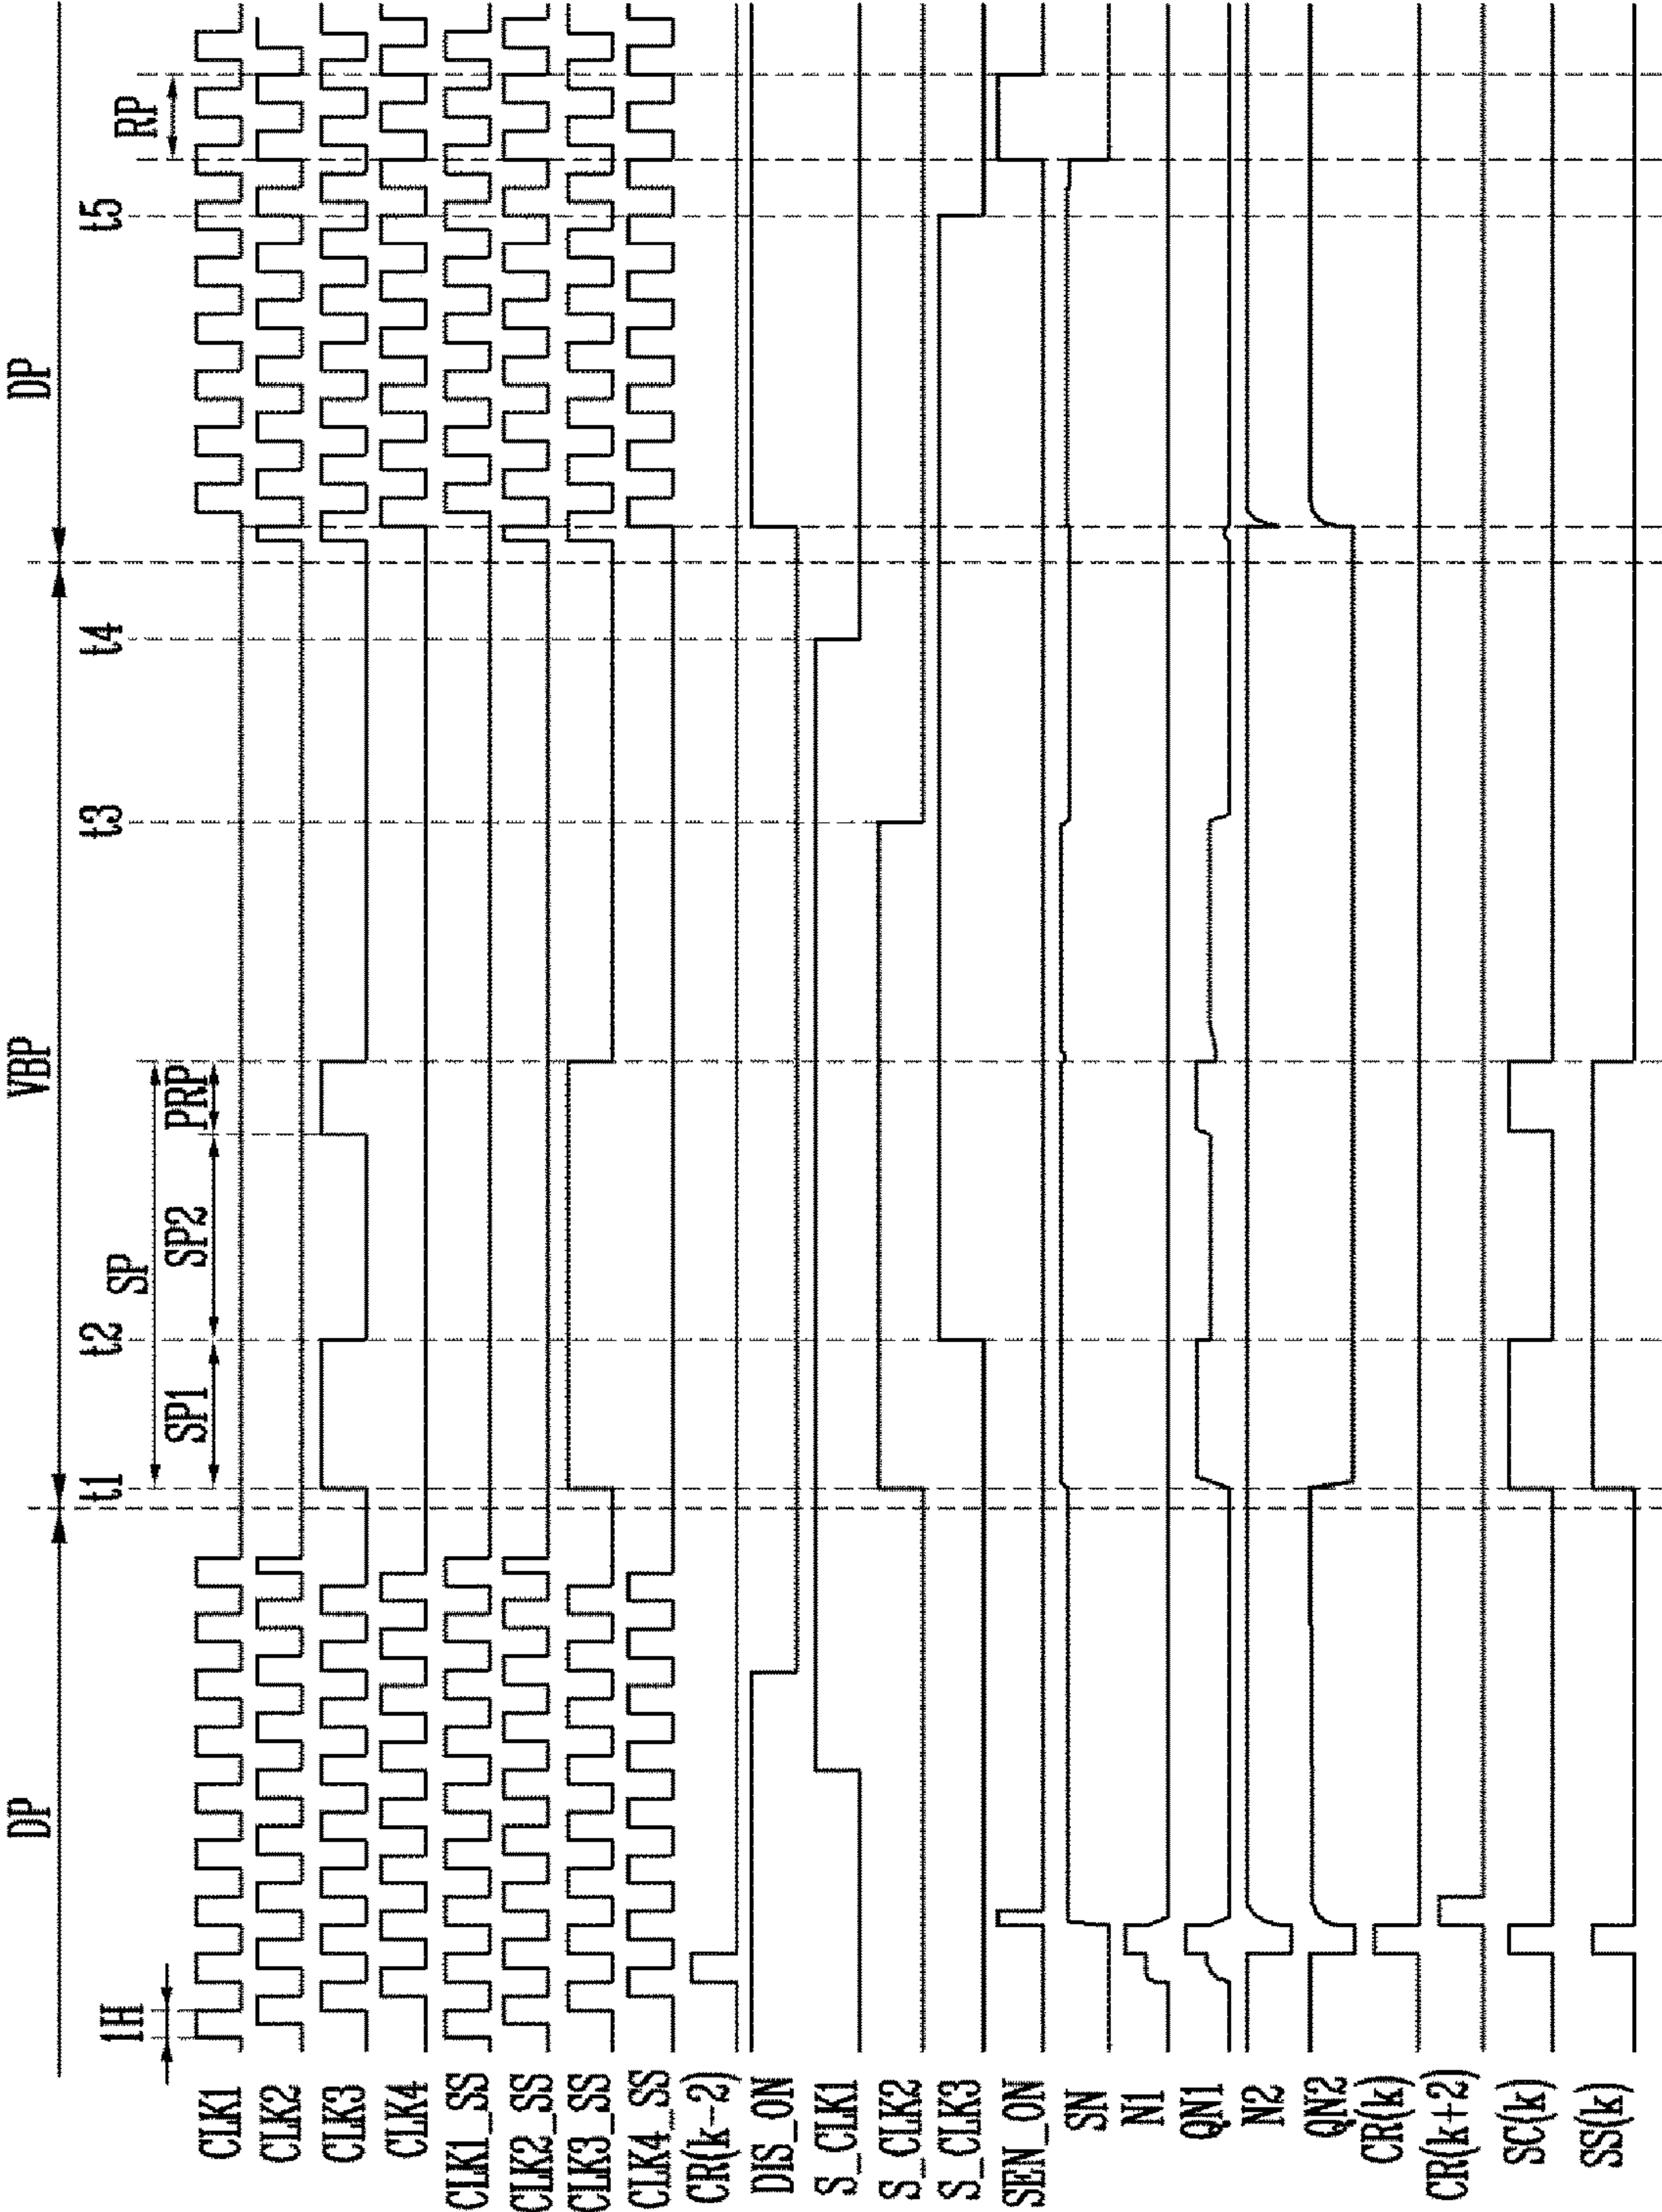 DP
VBP
DP
t1
t2
t3
t4
t5
1H
SP
RP
SP1
SP2
PRP
CLK1
CLK2
CLK3
CLK4
CLK1_SS
CLK2_SS
CLK3_SS
CLK4_SS
CR(k-2)
DIS_ON
S_CLK1
S_CLK2
S_CLK3
SEN_ON
SN
N1
QN1
N2
QN2
CR(k)
CR(k+2)
SC(k)
SS(k)